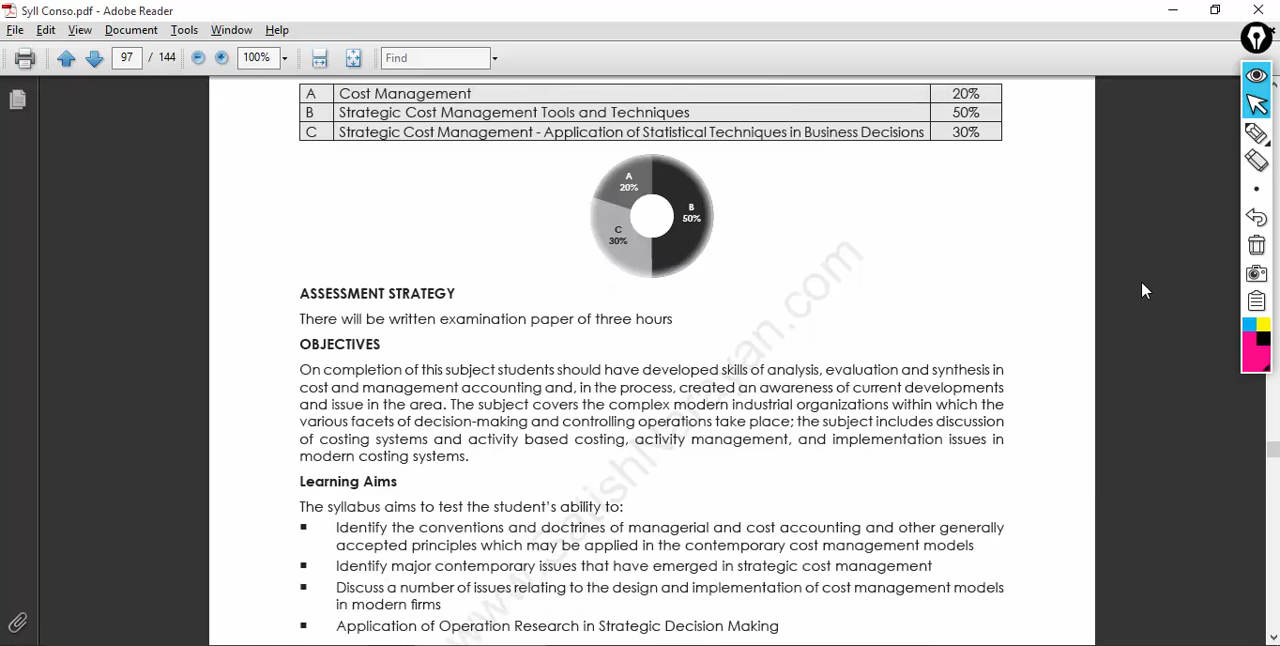 Syll Conso.pdf - Adobe Reader
File Edit View Document Tools Window Help
97 / 144 100% Find
A Cost Management 20%
B Strategic Cost Management Tools and Techniques 50%
C Strategic Cost Management - Application of Statistical Techniques in Business Decisions 30%
A
20%
B
50%
C
30%
ASSESSMENT STRATEGY
There will be written examination paper of three hours
OBJECTIVES
On completion of this subject students should have developed skills of analysis, evaluation and synthesis in
cost and management accounting and, in the process, created an awareness of current developments
and issue in the area. The subject covers the complex modern industrial organizations within which the
various facets of decision-making and controlling operations take place; the subject includes discussion
of costing systems and activity based costing, activity management, and implementation issues in
modern costing systems.
Learning Aims
The syllabus aims to test the student's ability to:
Identify the conventions and doctrines of managerial and cost accounting and other generally
accepted principles which may be applied in the contemporary cost management models
Identify major contemporary issues that have emerged in strategic cost management
Discuss a number of issues relating to the design and implementation of cost management models
in modern firms
Application of Operation Research in Strategic Decision Making